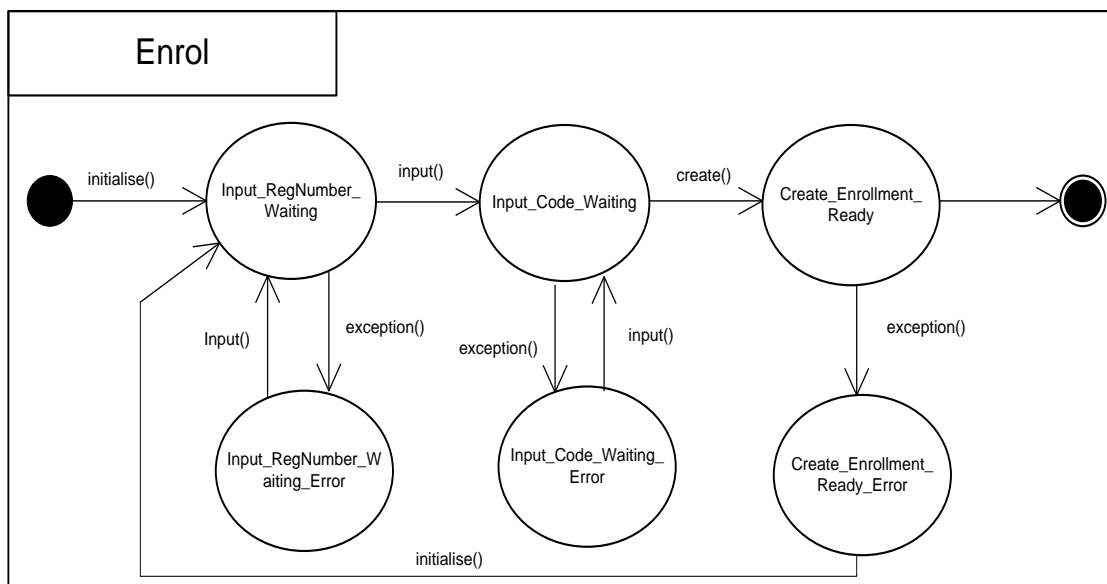 Enrol
initialise()
Input_RegNumber_
Waiting
input()
Input_Code_Waiting
create()
Create_Enrollment_
Ready
Input()
exception()
exception()
input()
exception()
Input_RegNumber_W
aiting_Error
Input_Code_Waiting_
Error
Create_Enrollment_
Ready_Error
initialise()